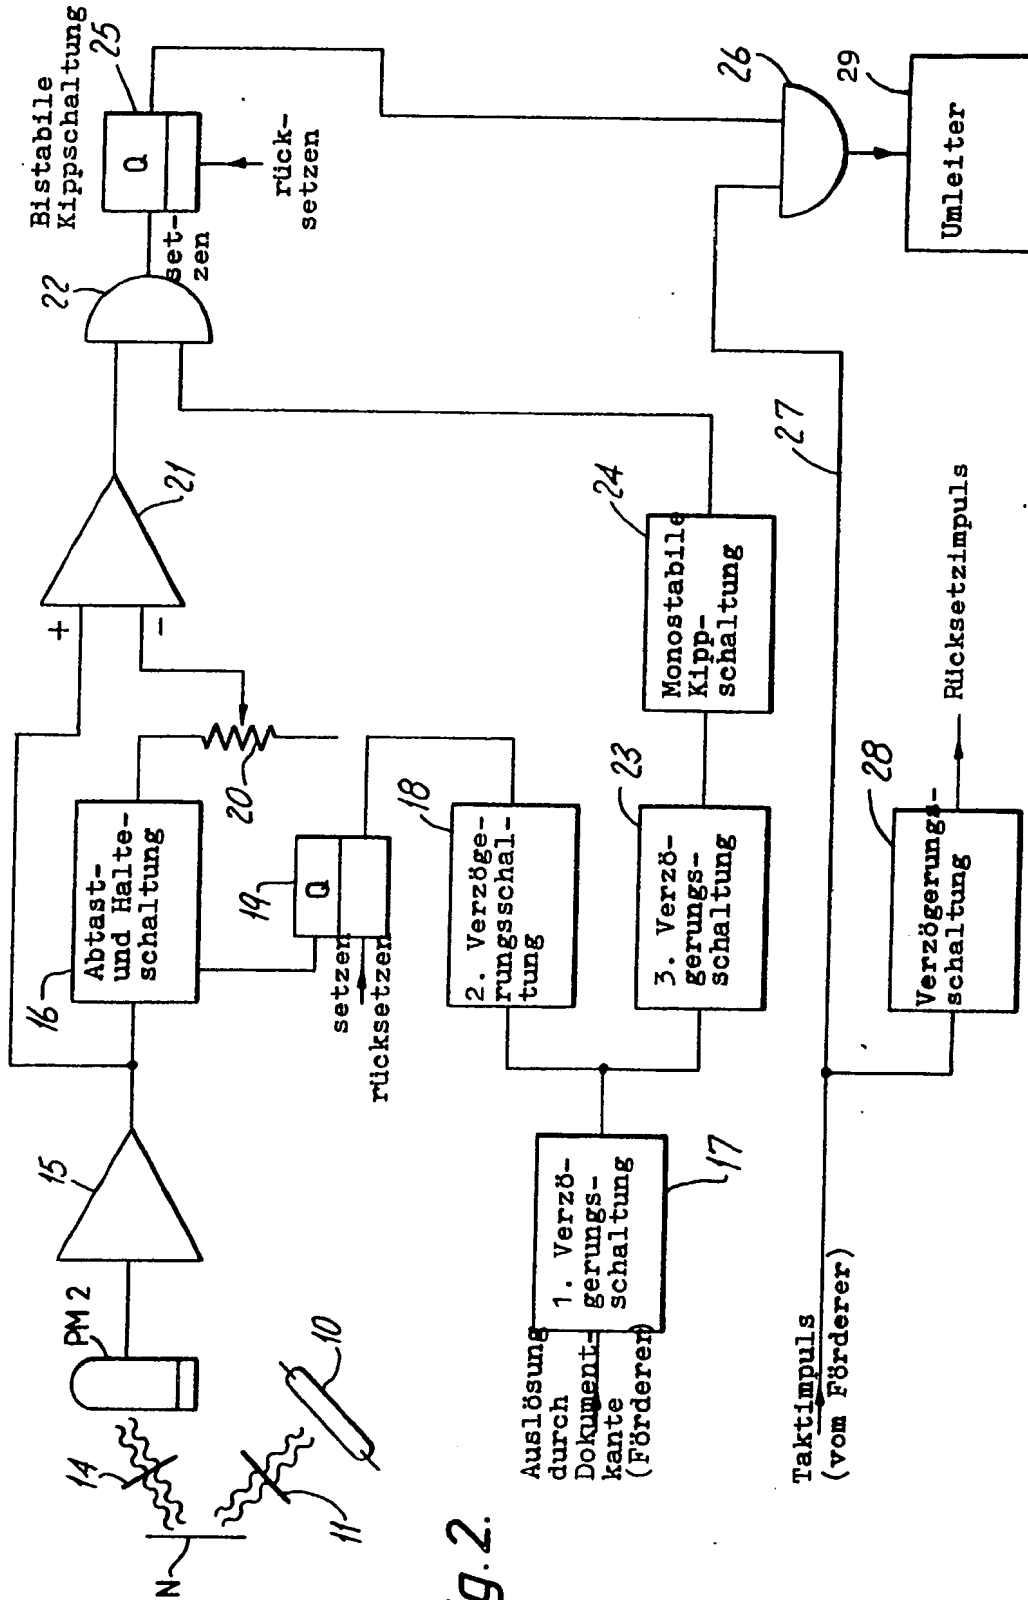 Bistabile
Kippschaltung
25
Q
set-
zen
rück-
setzen
22
21
+
−
20
Abtast-
und Halte-
schaltung
16
15
PM 2
14
N
11
10
19
Q
setzen
rücksetzen
18
2. Verzöge-
rungsschal-
tung
23
3. Verzö-
gerungs-
schaltung
24
Monostabile
Kipp-
schaltung
17
1. Verzö-
gerungs-
schaltung
Auslösung
durch
Dokument-
kante
(Förderer)
26
27
29
Umleiter
28
Verzögerungs-
schaltung
Rücksetzimpuls
Taktimpuls
(vom Förderer)
g.2.